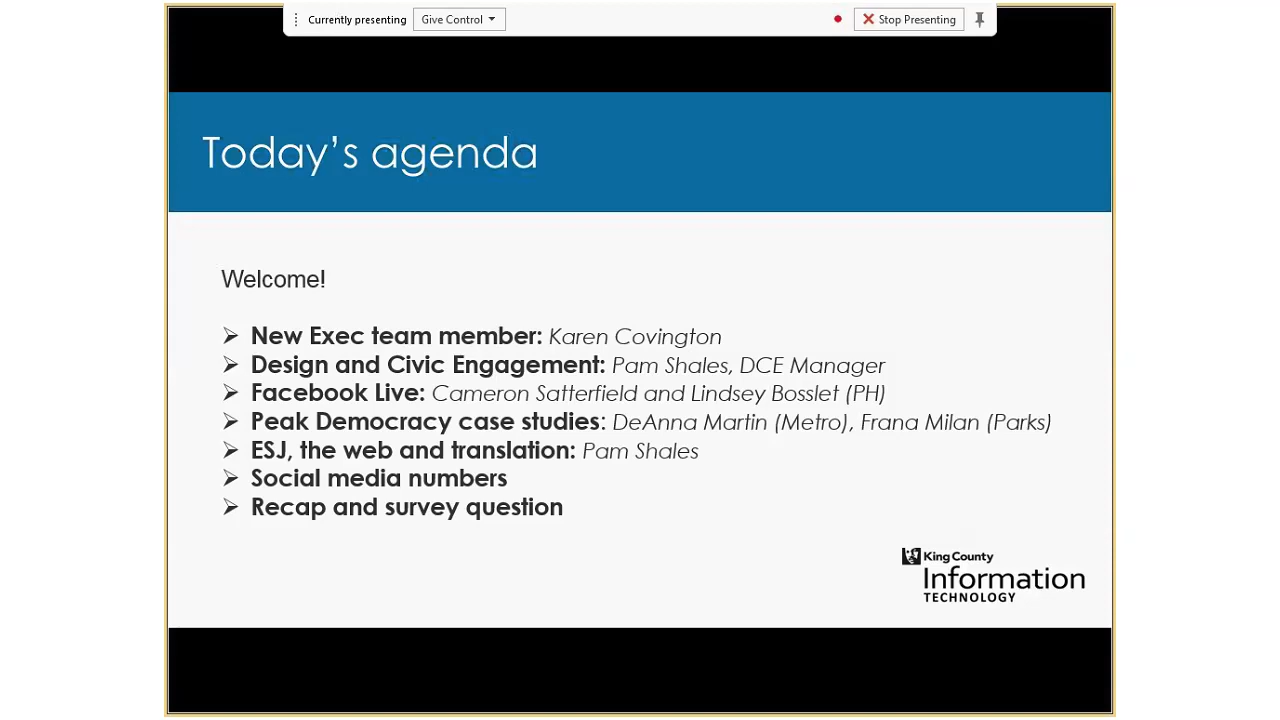 Currently presenting Give Control Stop Presenting
Today's agenda
Welcome!
New Exec team member: Karen Covington
Design and Civic Engagement: Pam Shales, DCE Manager
Facebook Live: Cameron Satterfield and Lindsey Bosslet (PH)
Peak Democracy case studies: DeAnna Martin (Metro), Frana Milan (Parks)
ESJ, the web and translation: Pam Shales
Social media numbers
Recap and survey question
King County
Information
TECHNOLOGY